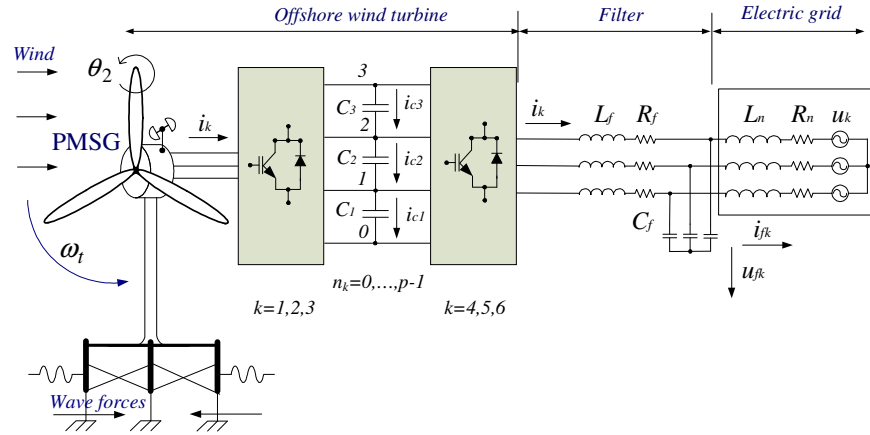 Offshore wind turbine
Filter
Electric grid
Wind
θ2
3
C3
ic3
2
PMSG
ik
ik
Lf
Rf
Ln
Rn
uk
C2
ic2
1
C1
ic1
0
Cf
ifk
ufk
ωt
nk=0,...,p-1
k=1,2,3
k=4,5,6
Wave forces